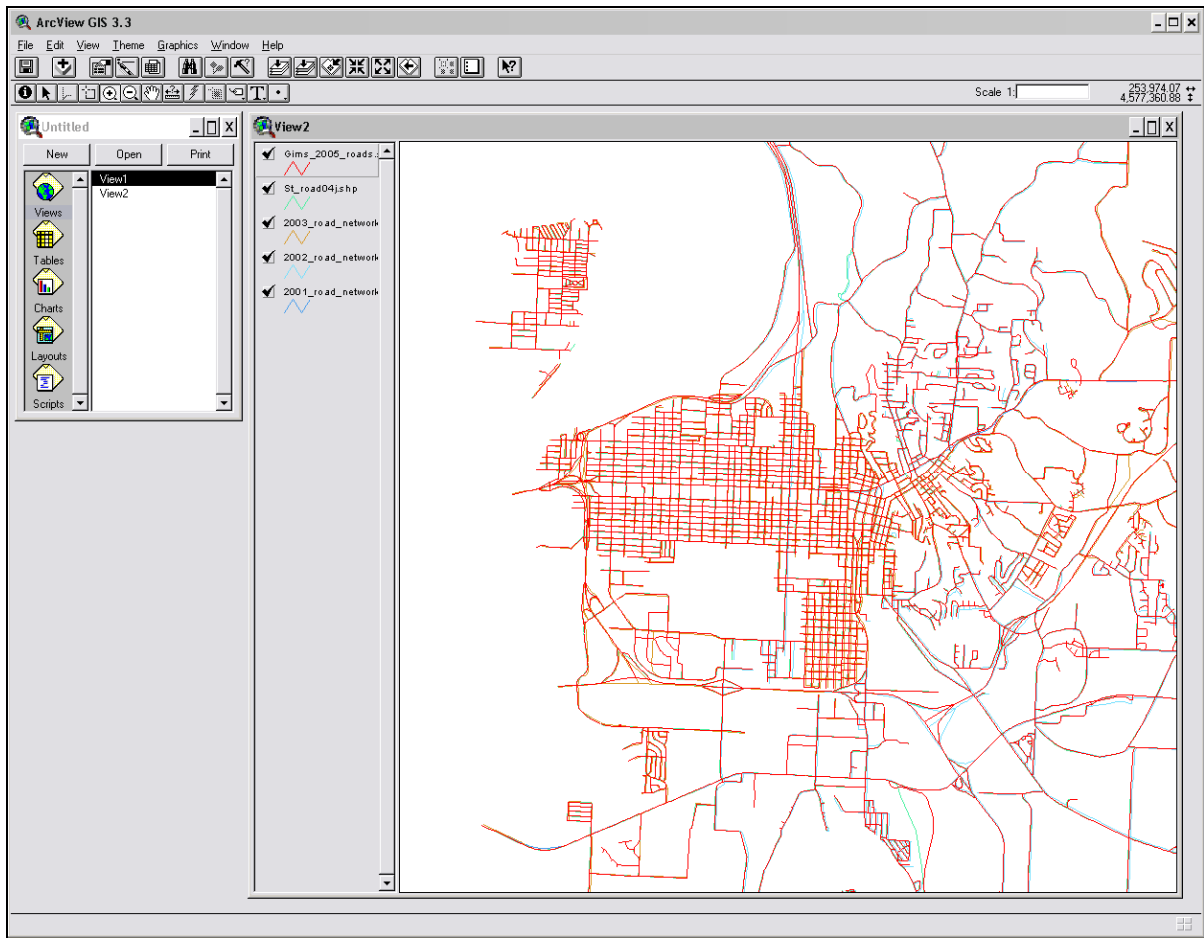 ArcView GIS 3.3
File Edit View Theme Graphics Window Help
Scale 1:
253,974.07
4,577,360.88
Untitled
New Open Print
Views
Tables
Charts
Layouts
Scripts
View1
View2
View2
Gims_2005_roads.s
St_road04j.shp
2003_road_network
2002_road_network
2001_road_network